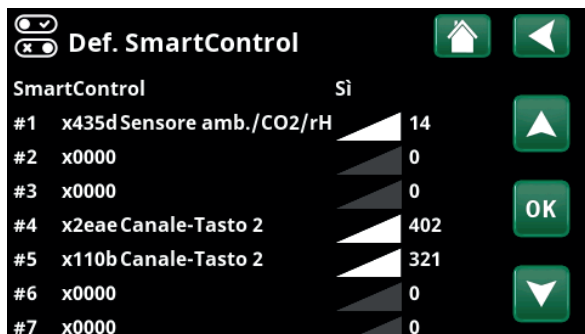 Def. SmartControl
SmartControl Sì
#1 x435d Sensore amb./CO2/rH 14
#2 x0000 0
#3 x0000 0
#4 x2eae Canale-Tasto 2 402
#5 x110b Canale-Tasto 2 321
#6 x0000 0
#7 x0000 0
OK